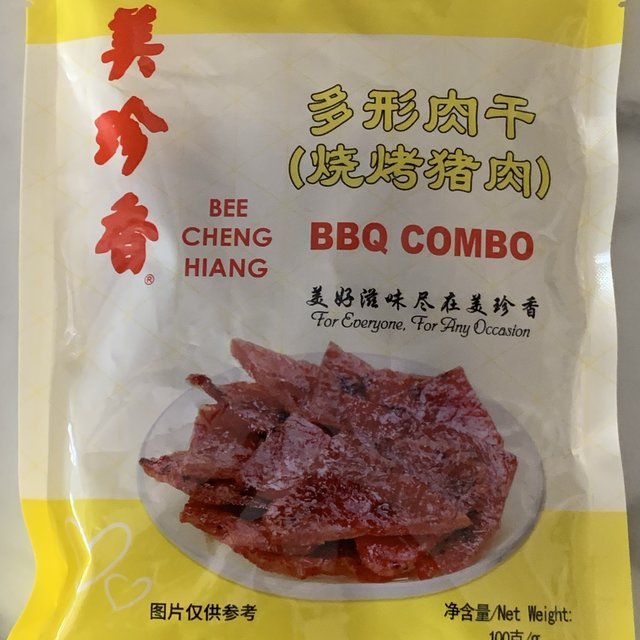 美珍香®
BEE
CHENG
HIANG
多形肉干
(烧烤猪肉)
BBQ COMBO
美好滋味尽在美珍香
For Everyone, For Any Occasion
图片仅供参考
净含量/Net Weight:
100克/g